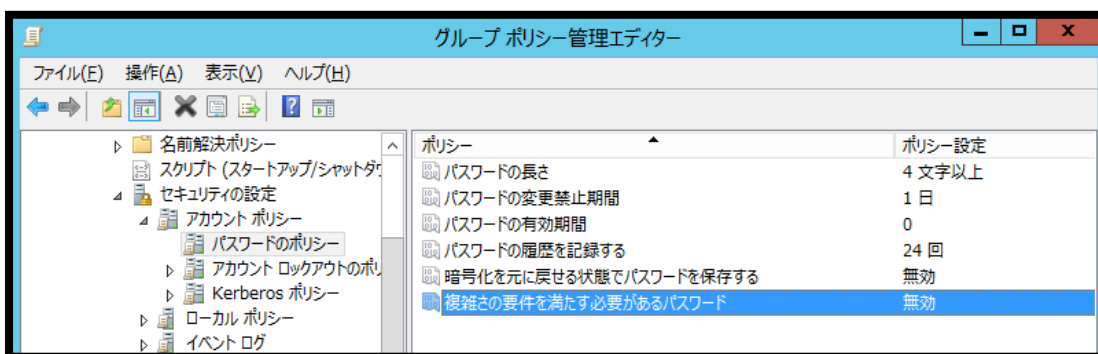 グループ ポリシー管理エディター
ファイル(F) 操作(A) 表示(V) ヘルプ(H)
名前解決ポリシー
スクリプト (スタートアップ/シャットダウ
セキュリティの設定
アカウント ポリシー
パスワードのポリシー
アカウント ロックアウトのポリ
Kerberos ポリシー
ローカル ポリシー
イベント ログ
ポリシー ポリシー設定
パスワードの長さ 4 文字以上
パスワードの変更禁止期間 1 日
パスワードの有効期間 0
パスワードの履歴を記録する 24 回
暗号化を元に戻せる状態でパスワードを保存する 無効
複雑さの要件を満たす必要があるパスワード 無効